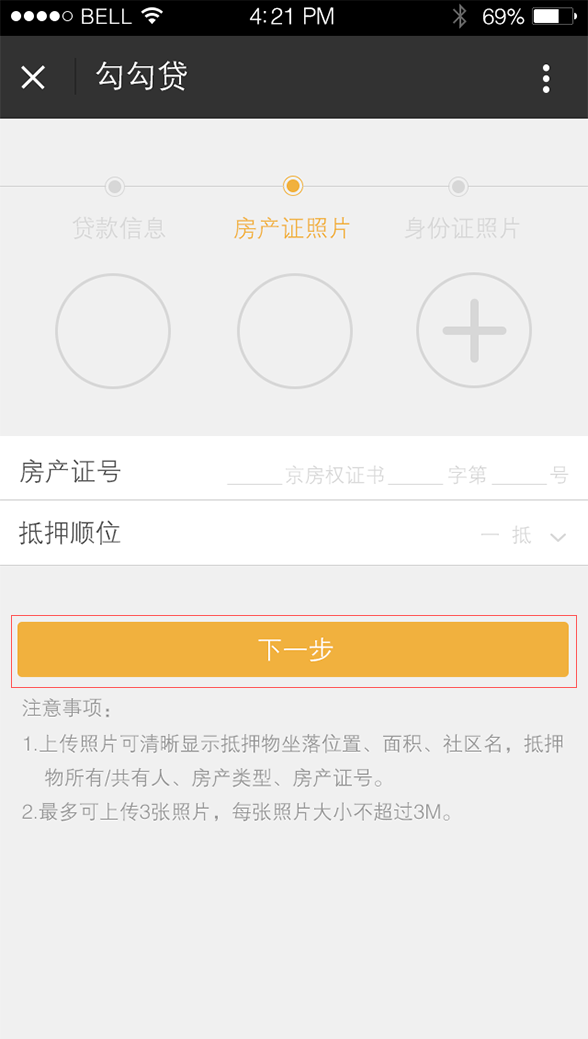 BELL 4:21 PM 69%
勾勾贷
贷款信息 房产证照片 身份证照片
房产证号 _____京房权证书_____字第_____号
抵押顺位 一 抵
下一步
注意事项：
1.上传照片可清晰显示抵押物坐落位置、面积、社区名，抵押
物所有/共有人、房产类型、房产证号。
2.最多可上传3张照片，每张照片大小不超过3M。